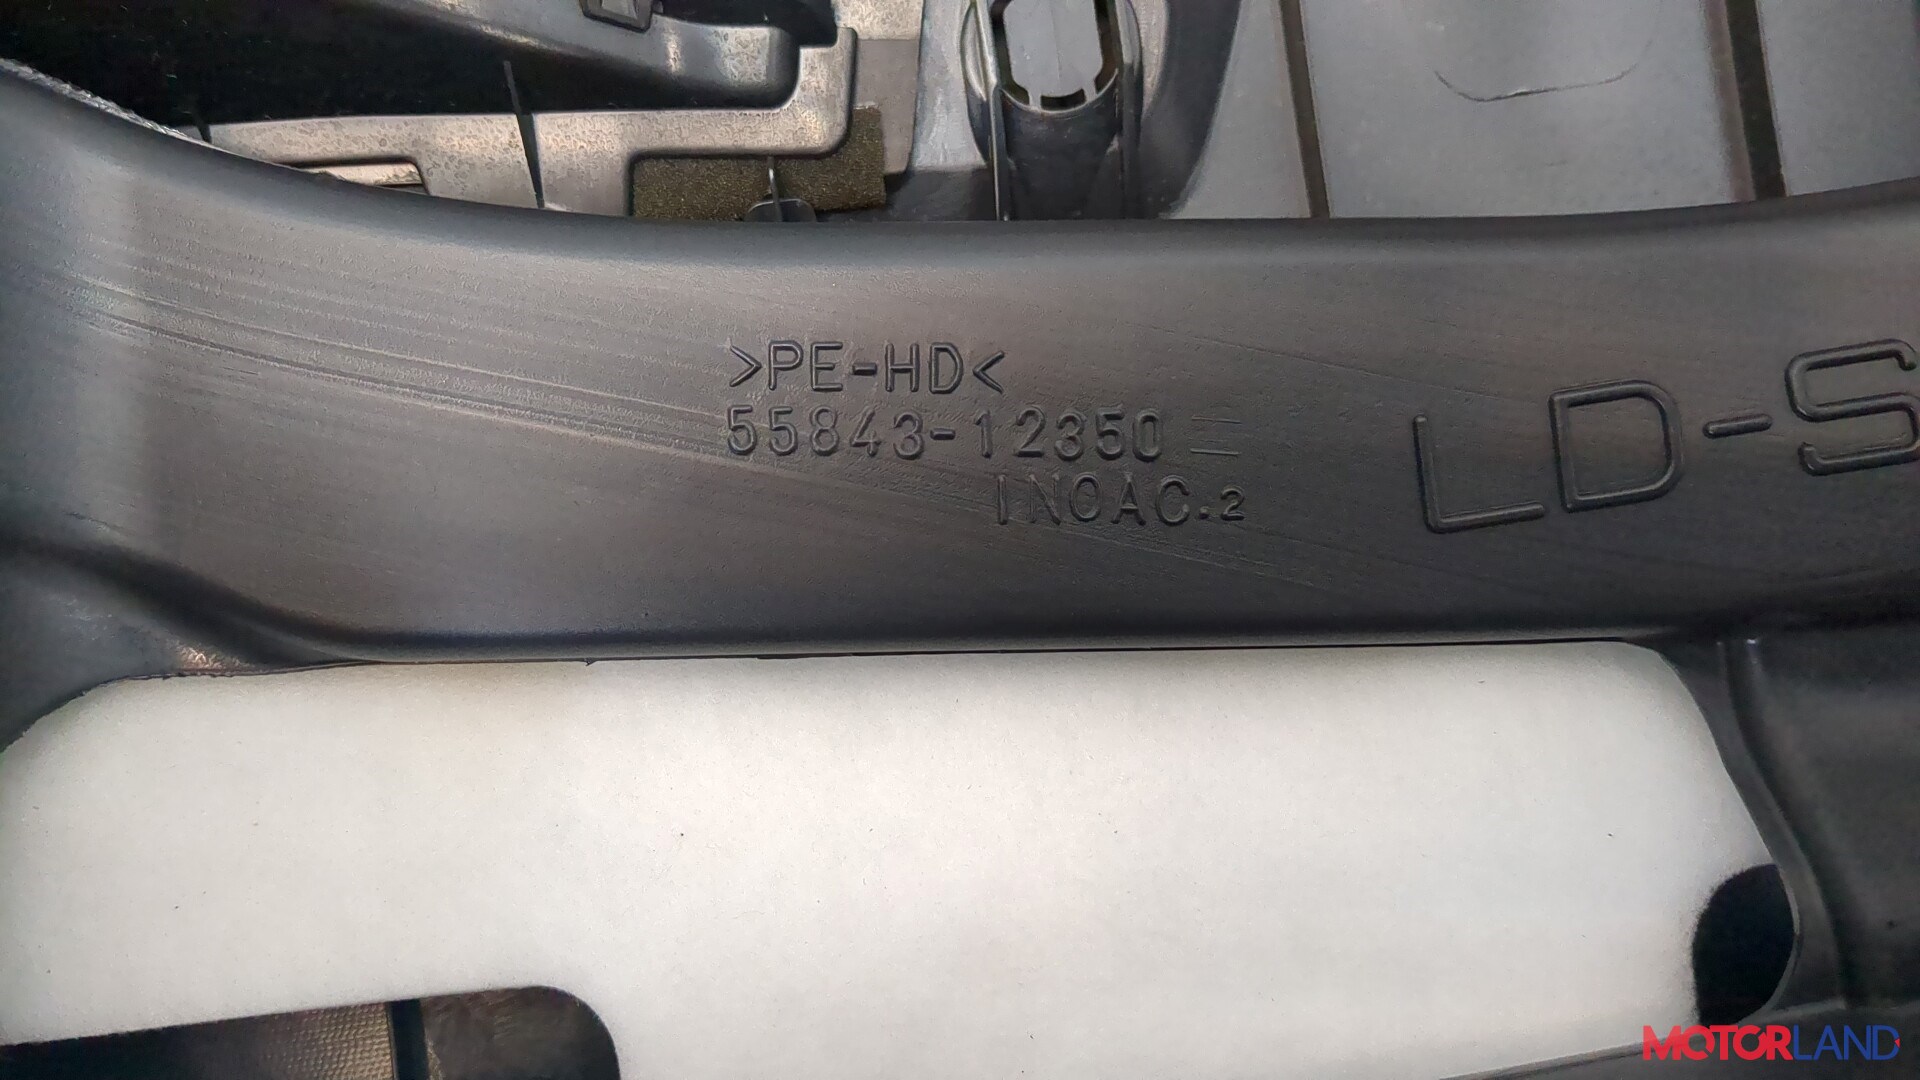 >PE-HD<
55843-12350
INOAC.2
LD-S
MOTORLAND